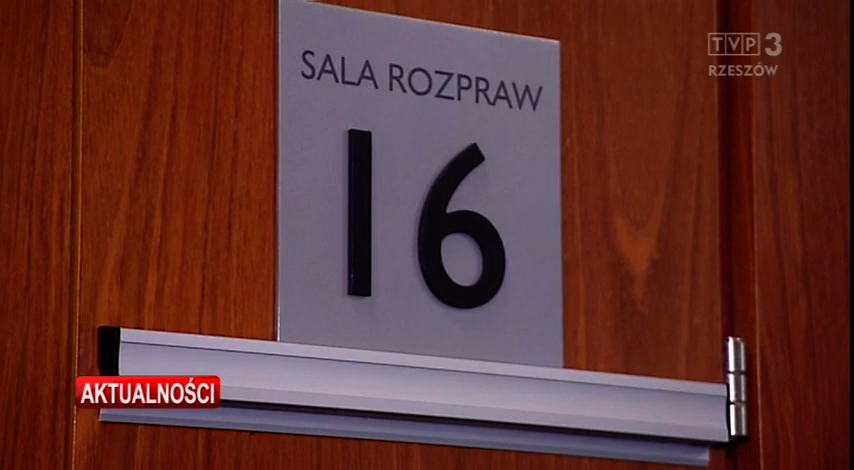 TVP3
RZESZÓW
SALA ROZPRAW
16
AKTUALNOŚCI